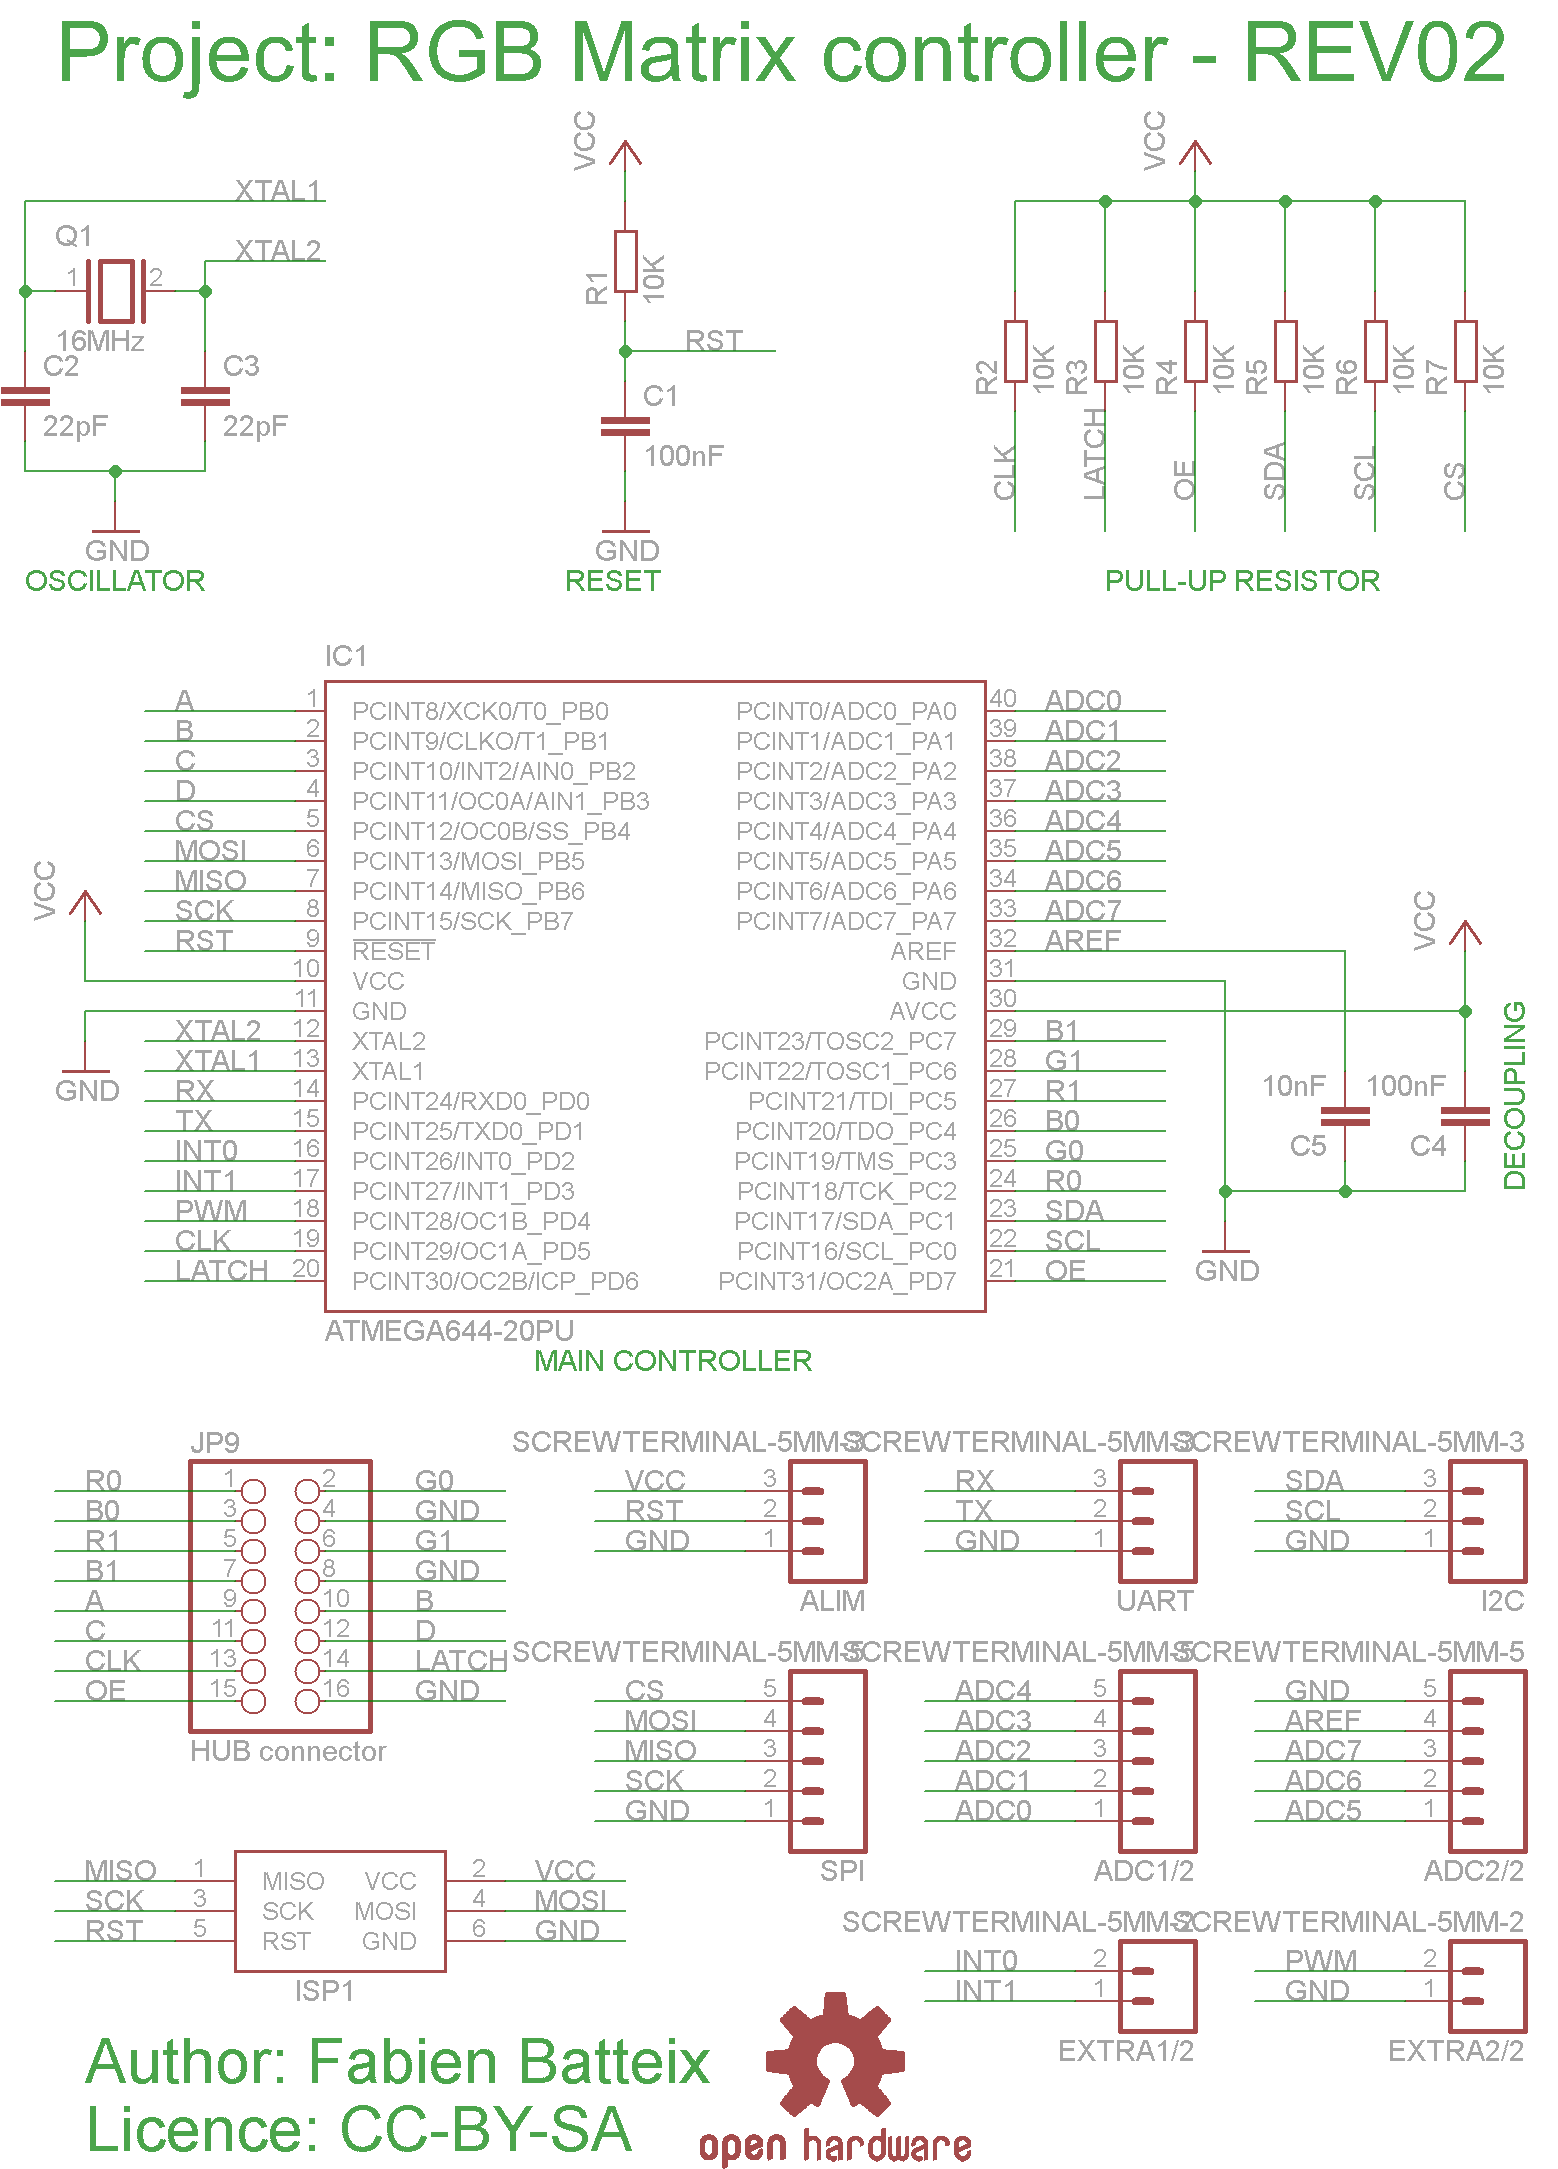 Project: RGB Matrix controller - REV02
XTAL1
XTAL2
Q1
1
2
16MHz
C2
22pF
C3
22pF
GND
OSCILLATOR
VCC
R1
10K
RST
C1
100nF
GND
RESET
VCC
R2
10K
R3
10K
R4
10K
R5
10K
R6
10K
R7
10K
CLK
LATCH
OE
SDA
SCL
CS
PULL-UP RESISTOR
IC1
A 1 PCINT8/XCK0/T0_PB0 PCINT0/ADC0_PA0 40 ADC0
B 2 PCINT9/CLKO/T1_PB1 PCINT1/ADC1_PA1 39 ADC1
C 3 PCINT10/INT2/AIN0_PB2 PCINT2/ADC2_PA2 38 ADC2
D 4 PCINT11/OC0A/AIN1_PB3 PCINT3/ADC3_PA3 37 ADC3
CS 5 PCINT12/OC0B/SS_PB4 PCINT4/ADC4_PA4 36 ADC4
MOSI 6 PCINT13/MOSI_PB5 PCINT5/ADC5_PA5 35 ADC5
MISO 7 PCINT14/MISO_PB6 PCINT6/ADC6_PA6 34 ADC6
SCK 8 PCINT15/SCK_PB7 PCINT7/ADC7_PA7 33 ADC7
RST 9 RESET AREF 32 AREF
VCC 10 VCC GND 31
11 GND AVCC 30 VCC
XTAL2 12 XTAL2 PCINT23/TOSC2_PC7 29 B1
XTAL1 13 XTAL1 PCINT22/TOSC1_PC6 28 G1
GND
RX 14 PCINT24/RXD0_PD0 PCINT21/TDI_PC5 27 R1
TX 15 PCINT25/TXD0_PD1 PCINT20/TDO_PC4 26 B0
INT0 16 PCINT26/INT0_PD2 PCINT19/TMS_PC3 25 G0
INT1 17 PCINT27/INT1_PD3 PCINT18/TCK_PC2 24 R0
PWM 18 PCINT28/OC1B_PD4 PCINT17/SDA_PC1 23 SDA
CLK 19 PCINT29/OC1A_PD5 PCINT16/SCL_PC0 22 SCL
LATCH 20 PCINT30/OC2B/ICP_PD6 PCINT31/OC2A_PD7 21 OE
10nF
C5
100nF
C4
GND
DECOUPLING
ATMEGA644-20PU
MAIN CONTROLLER
JP9
R0 1 2 G0
B0 3 4 GND
R1 5 6 G1
B1 7 8 GND
A 9 10 B
C 11 12 D
CLK 13 14 LATCH
OE 15 16 GND
HUB connector
SCREWTERMINAL-5MM-3
VCC 3
RST 2
GND 1
ALIM
SCREWTERMINAL-5MM-3
RX 3
TX 2
GND 1
UART
SCREWTERMINAL-5MM-3
SDA 3
SCL 2
GND 1
I2C
SCREWTERMINAL-5MM-5
CS 5
MOSI 4
MISO 3
SCK 2
GND 1
SPI
SCREWTERMINAL-5MM-5
ADC4 5
ADC3 4
ADC2 3
ADC1 2
ADC0 1
ADC1/2
SCREWTERMINAL-5MM-5
GND 5
AREF 4
ADC7 3
ADC6 2
ADC5 1
ADC2/2
MISO 1 MISO VCC 2 VCC
SCK 3 SCK MOSI 4 MOSI
RST 5 RST GND 6 GND
ISP1
SCREWTERMINAL-5MM-2
INT0 2
INT1 1
EXTRA1/2
SCREWTERMINAL-5MM-2
PWM 2
GND 1
EXTRA2/2
Author: Fabien Batteix
Licence: CC-BY-SA
open hardware